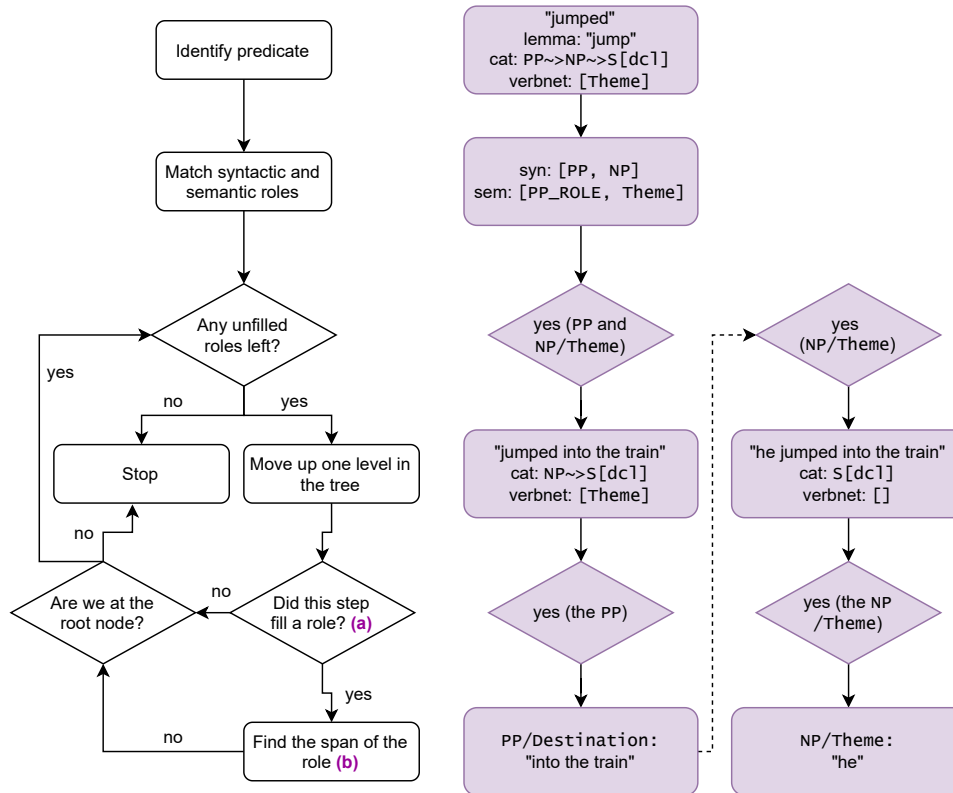 Identify predicate
Match syntactic and
semantic roles
Any unfilled
roles left?
yes
no
yes
Stop
Move up one level in
the tree
no
no
Are we at the
root node?
Did this step
fill a role? (a)
yes
no
Find the span of the
role (b)
"jumped"
lemma: "jump"
cat: PP~>NP~>S[dcl]
verbnet: [Theme]
syn: [PP, NP]
sem: [PP_ROLE, Theme]
yes (PP and
NP/Theme)
"jumped into the train"
cat: NP~>S[dcl]
verbnet: [Theme]
yes (the PP)
PP/Destination:
"into the train"
yes
(NP/Theme)
"he jumped into the train"
cat: S[dcl]
verbnet: []
yes (the NP
/Theme)
NP/Theme:
"he"